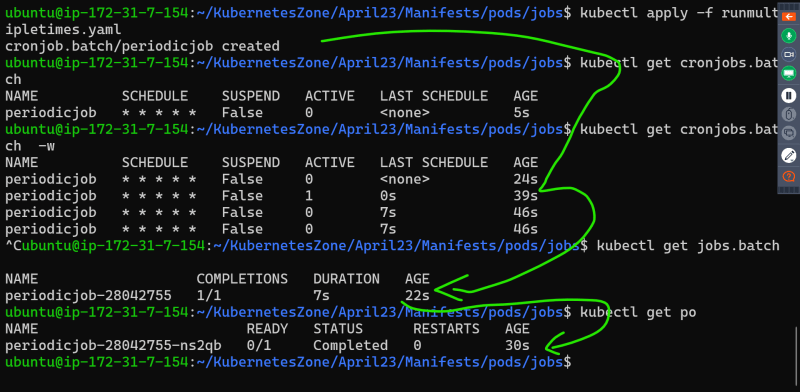 ubuntu@ip-172-31-7-154:~/KubernetesZone/April23/Manifests/pods/jobs$ kubectl apply -f runmult
ipletimes.yaml
cronjob.batch/periodicjob created
ubuntu@ip-172-31-7-154:~/KubernetesZone/April23/Manifests/pods/jobs$ kubectl get cronjobs.bat
ch
NAME SCHEDULE SUSPEND ACTIVE LAST SCHEDULE AGE
periodicjob * * * * * False 0 <none> 5s
ubuntu@ip-172-31-7-154:~/KubernetesZone/April23/Manifests/pods/jobs$ kubectl get cronjobs.bat
ch -w
NAME SCHEDULE SUSPEND ACTIVE LAST SCHEDULE AGE
periodicjob * * * * * False 0 <none> 24s
periodicjob * * * * * False 1 0s 39s
periodicjob * * * * * False 0 7s 46s
periodicjob * * * * * False 0 7s 46s
^Cubuntu@ip-172-31-7-154:~/KubernetesZone/April23/Manifests/pods/jobs$ kubectl get jobs.batch
NAME COMPLETIONS DURATION AGE
periodicjob-28042755 1/1 7s 22s
ubuntu@ip-172-31-7-154:~/KubernetesZone/April23/Manifests/pods/jobs$ kubectl get po
NAME READY STATUS RESTARTS AGE
periodicjob-28042755-ns2qb 0/1 Completed 0 30s
ubuntu@ip-172-31-7-154:~/KubernetesZone/April23/Manifests/pods/jobs$